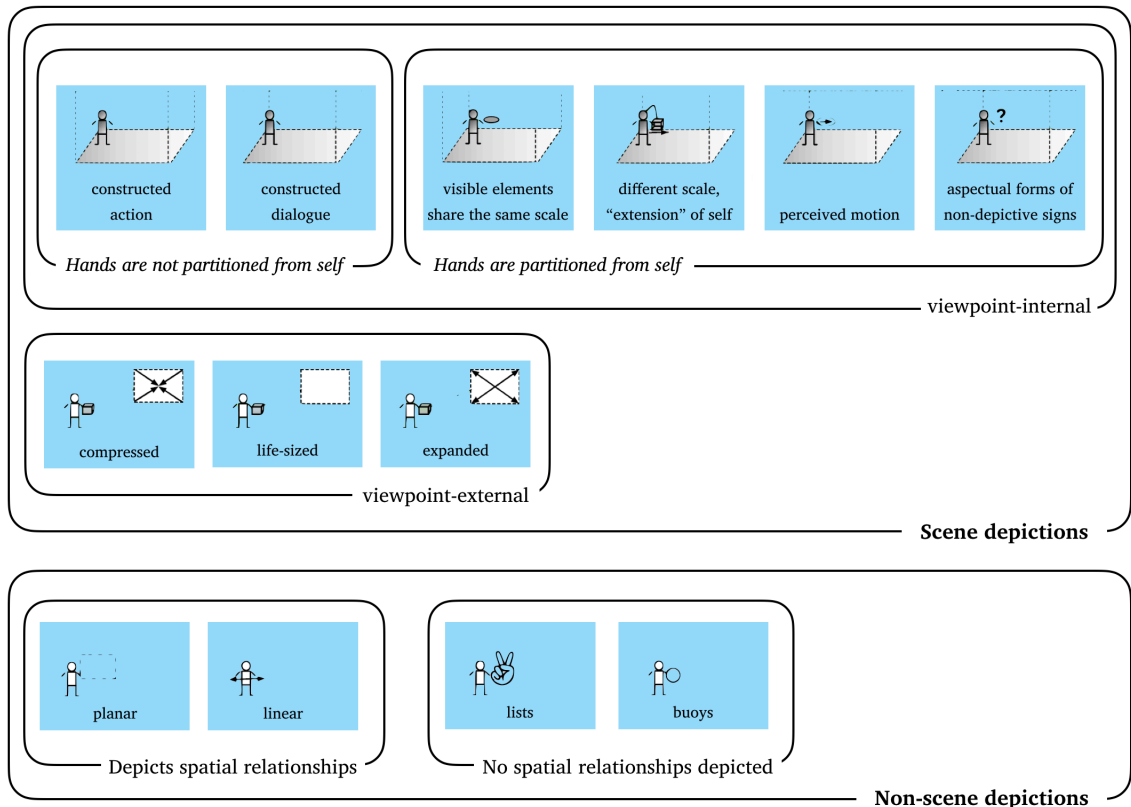 constructed
action
constructed
dialogue
visible elements
share the same scale
different scale,
“extension” of self
perceived motion
?
aspectual forms of
non-depictive signs
Hands are not partitioned from self
Hands are partitioned from self
viewpoint-internal
compressed
life-sized
expanded
viewpoint-external
Scene depictions
planar
linear
lists
buoys
Depicts spatial relationships
No spatial relationships depicted
Non-scene depictions